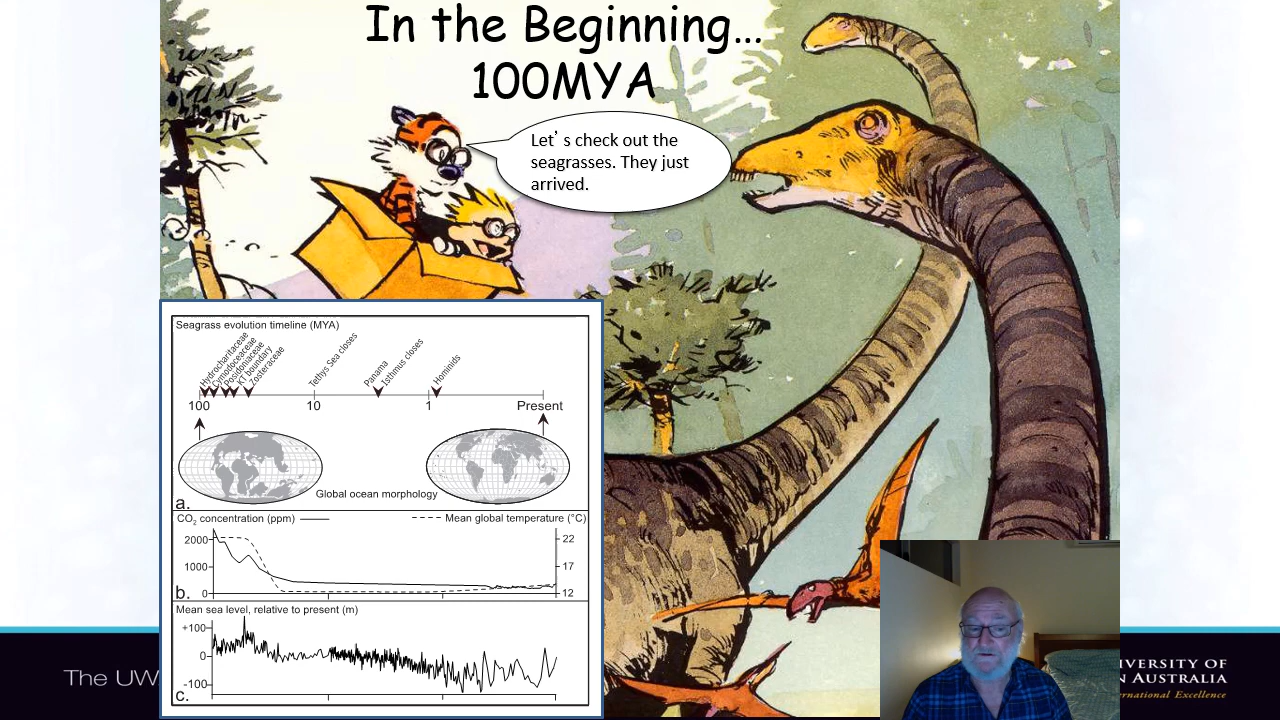 In the Beginning…
100MYA
Let’s check out the
seagrasses. They just
arrived.
Seagrass evolution timeline (MYA)
Hydrocharitaceae
Cymodoceaceae
Posidoniaceae
KT boundary
Zosteraceae
Tethys Sea closes
Panama
Isthmus closes
Hominids
100 10 1 Present
Global ocean morphology
a.
CO2 concentration (ppm) Mean global temperature (°C)
2000 22
1000 17
0 12
b.
Mean sea level, relative to present (m)
+100
0
-100
c.
The UW
IVERSITY OF
N AUSTRALIA
rnational Excellence